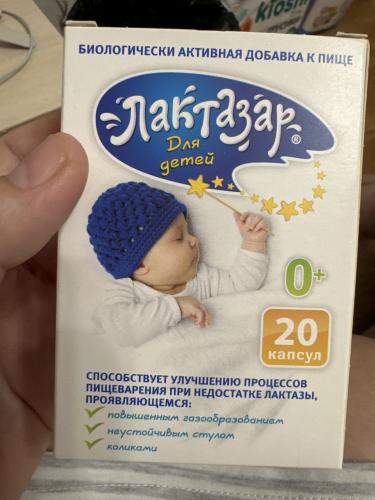 kioshi
БИОЛОГИЧЕСКИ АКТИВНАЯ ДОБАВКА К ПИЩЕ
Лактазар®
Для
детей
0+
20
капсул
СПОСОБСТВУЕТ УЛУЧШЕНИЮ ПРОЦЕССОВ
ПИЩЕВАРЕНИЯ ПРИ НЕДОСТАТКЕ ЛАКТАЗЫ,
ПРОЯВЛЯЮЩЕМСЯ:
повышенным газообразованием
неустойчивым стулом
коликами